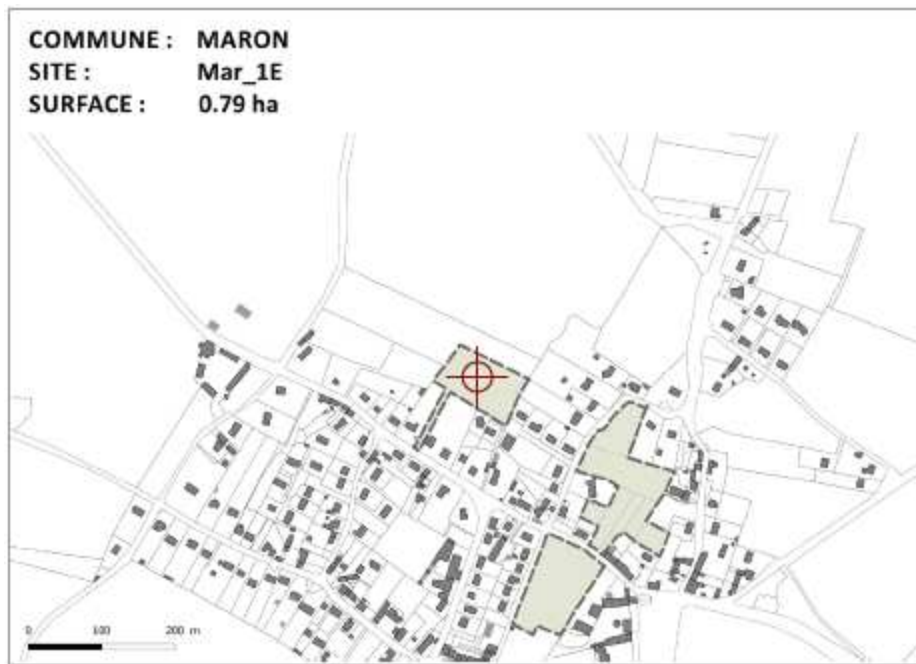 COMMUNE : MARON
SITE : Mar_1E
SURFACE : 0.79 ha
0 100 200 m